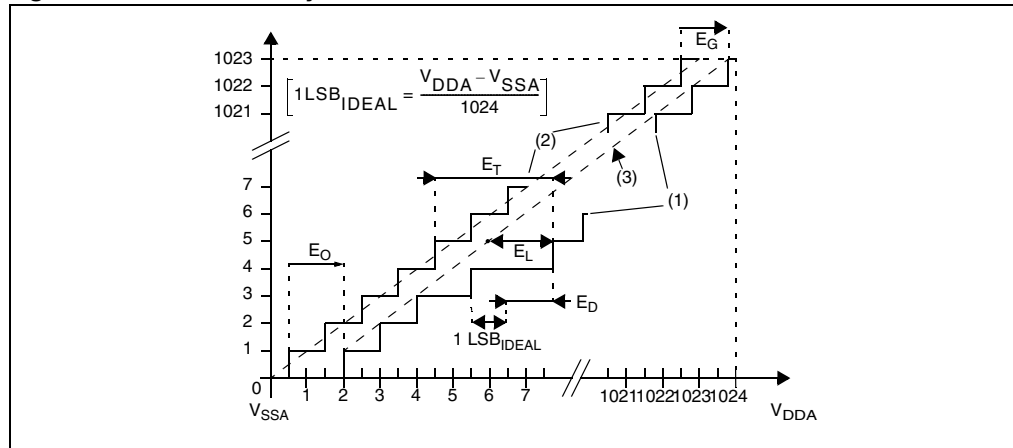 E_G
1023
1022
1021
[1LSB_IDEAL = (V_DDA – V_SSA) / 1024]
(2)
E_T
(3)
(1)
7
6
5
4
3
2
1
0
E_O
E_L
E_D
1 LSB_IDEAL
1 2 3 4 5 6 7 1021 1022 1023 1024
V_SSA
V_DDA